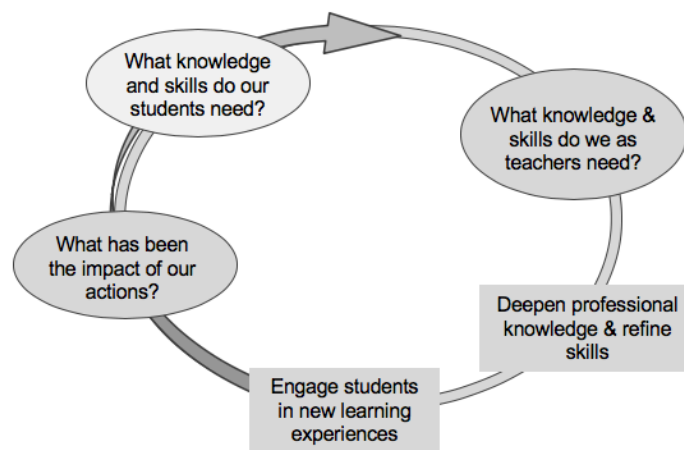 What knowledge
and skills do our
students need?
What knowledge &
skills do we as
teachers need?
Deepen professional
knowledge & refine
skills
Engage students
in new learning
experiences
What has been
the impact of our
actions?